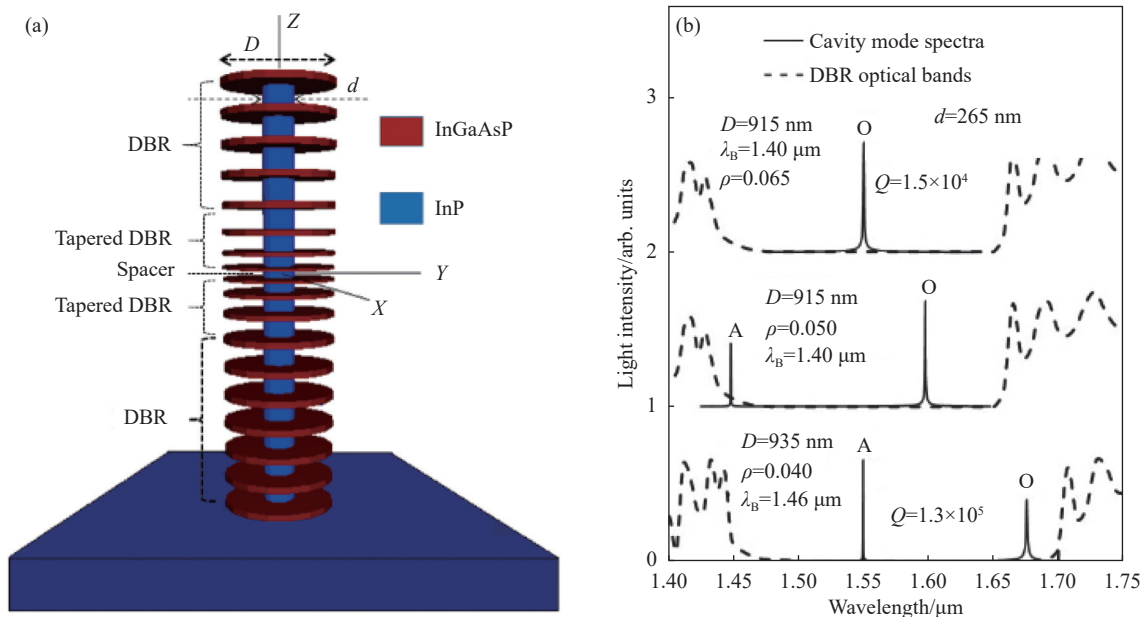 (a)
Z
D
d
DBR
InGaAsP
InP
Tapered DBR
Spacer
Y
Tapered DBR
X
DBR
(b)
Cavity mode spectra
DBR optical bands
3
D=915 nm
O
d=265 nm
λB=1.40 μm
ρ=0.065
Q=1.5×10⁴
2
D=915 nm
O
A
ρ=0.050
λB=1.40 μm
1
D=935 nm
A
ρ=0.040
O
λB=1.46 μm
Q=1.3×10⁵
0
1.40 1.45 1.50 1.55 1.60 1.65 1.70 1.75
Wavelength/μm
Light intensity/arb. units